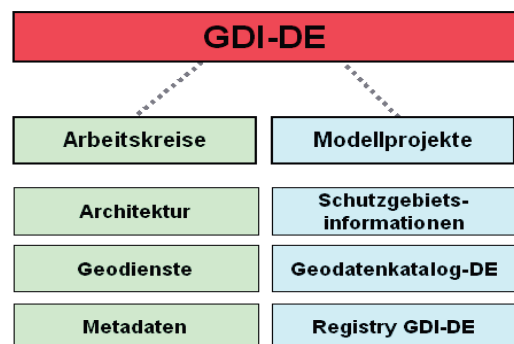 GDI-DE
Arbeitskreise
Modellprojekte
Architektur
Schutzgebiets-
informationen
Geodienste
Geodatenkatalog-DE
Metadaten
Registry GDI-DE